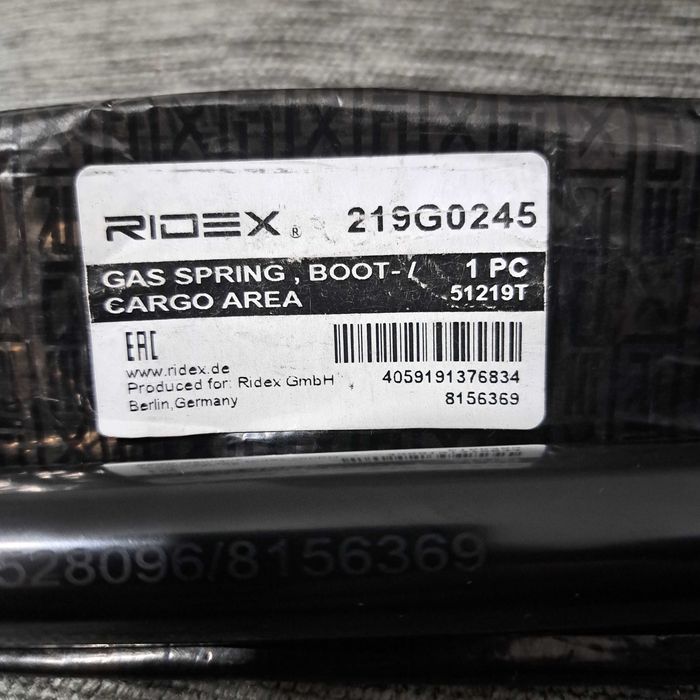 RIDEX® 219G0245
GAS SPRING , BOOT- / 1 PC
CARGO AREA 51219T
EAC
www.ridex.de
Produced for: Ridex GmbH 4059191376834
Berlin,Germany 8156369
528096/8156369